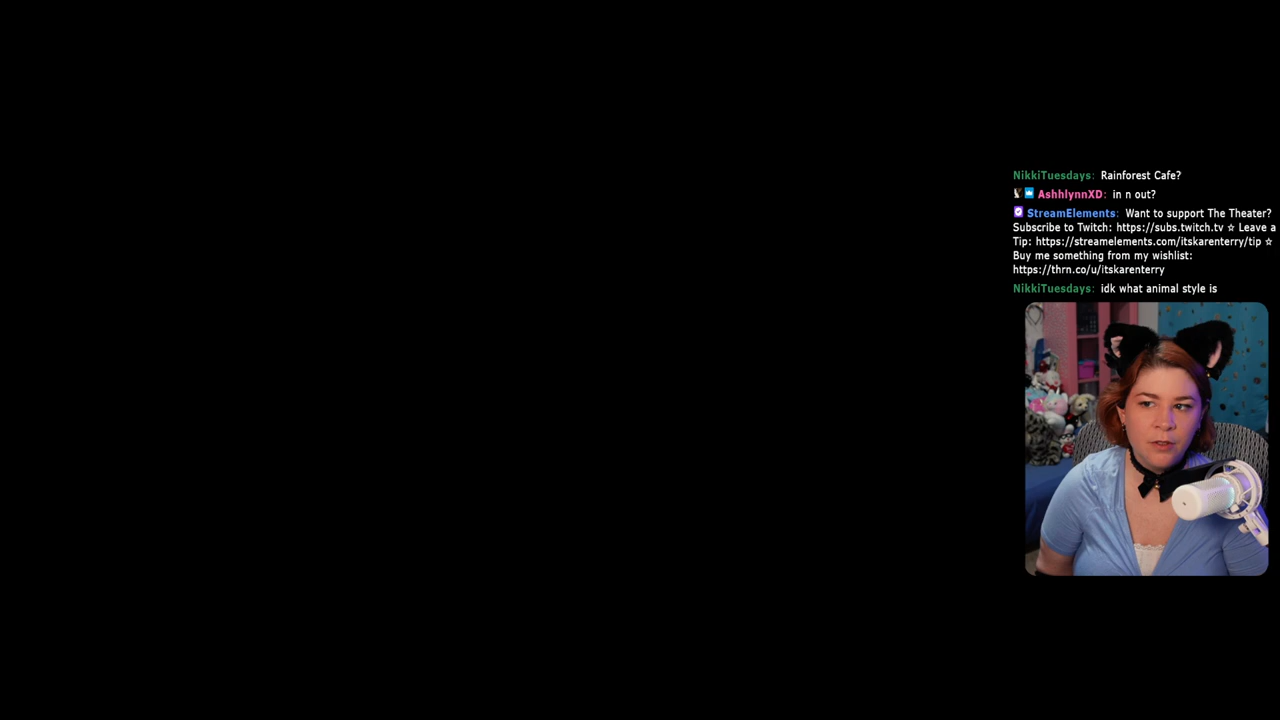 NikkiTuesdays: Rainforest Cafe?
AshhlynnXD: in n out?
StreamElements: Want to support The Theater?
Subscribe to Twitch: https://subs.twitch.tv ☆ Leave a
Tip: https://streamelements.com/itskarenterry/tip ☆
Buy me something from my wishlist:
https://thrn.co/u/itskarenterry
NikkiTuesdays: idk what animal style is